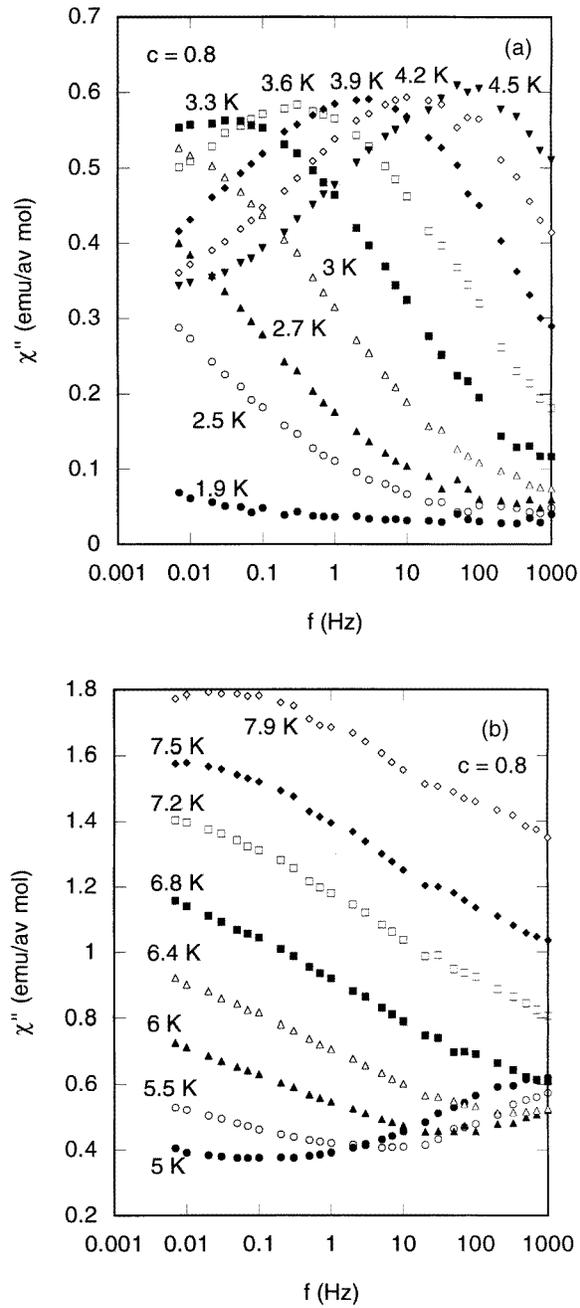 0.7
(a)
c = 0.8
4.2 K
3.6 K
3.9 K
4.5 K
0.6
3.3 K
0.5
0.4
3 K
0.3
2.7 K
0.2
2.5 K
0.1
1.9 K
0
0.001
0.01
0.1
1
10
100
1000
χ" (emu/av mol)
f (Hz)
1.8
(b)
7.9 K
c = 0.8
7.5 K
1.6
7.2 K
1.4
6.8 K
1.2
1
6.4 K
0.8
6 K
0.6
5.5 K
0.4
5 K
0.2
0.001
0.01
0.1
1
10
100
1000
χ" (emu/av mol)
f (Hz)